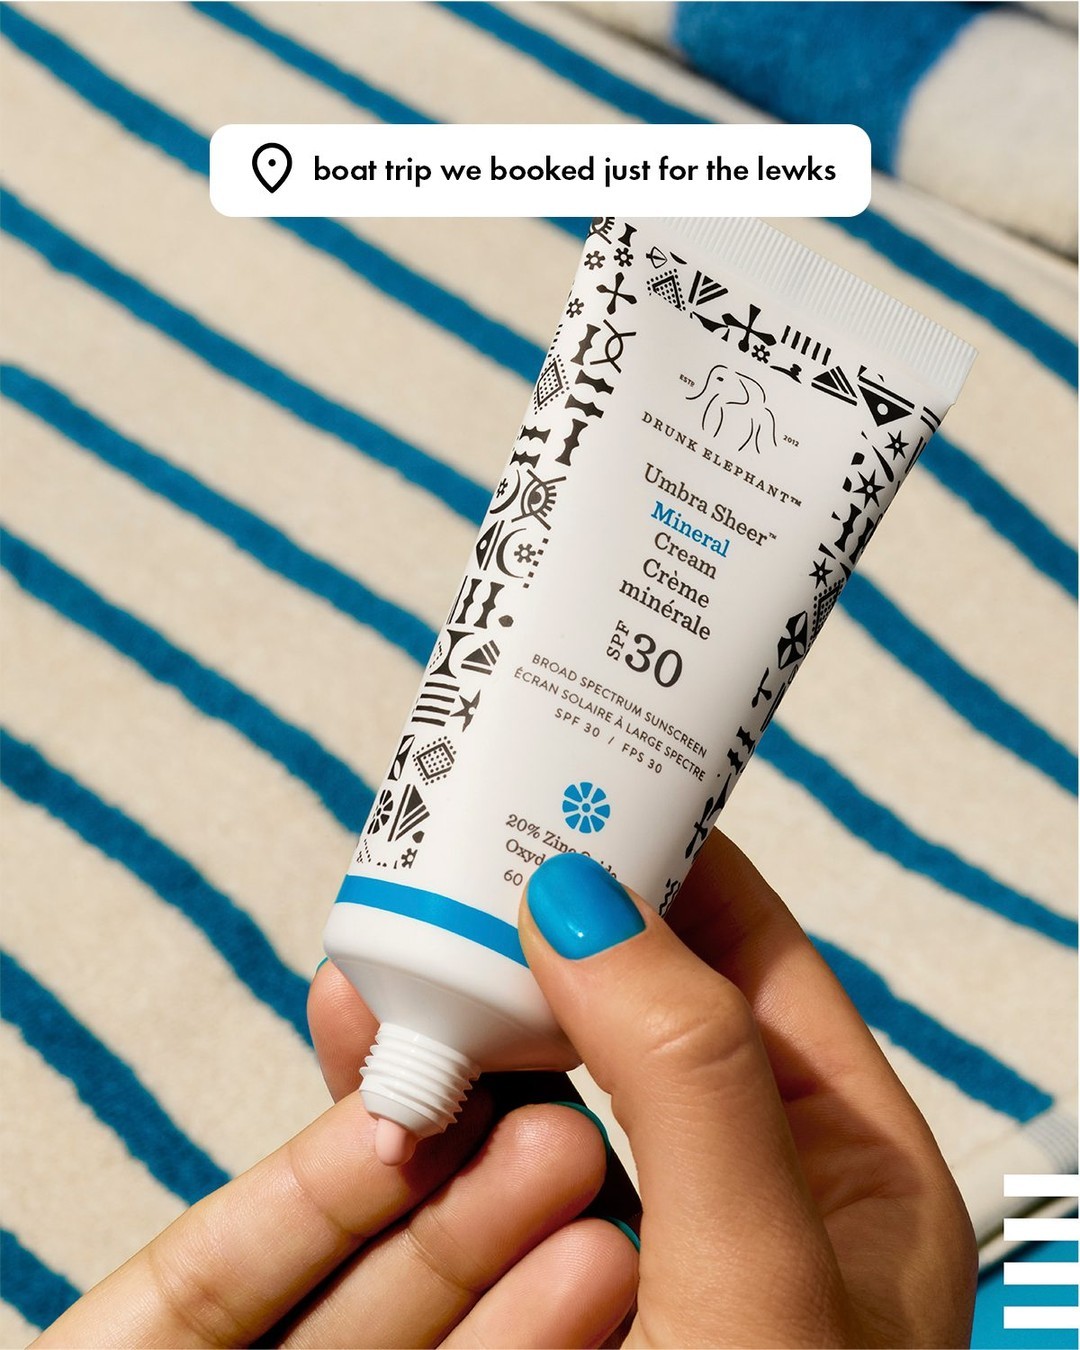 boat trip we booked just for the lewks
ESTD 2012
DRUNK ELEPHANT™
Umbra Sheer™
Mineral
Cream
Crème
minérale
SPF 30
BROAD SPECTRUM SUNSCREEN
ÉCRAN SOLAIRE À LARGE SPECTRE
SPF 30 / FPS 30
20% Zinc
60